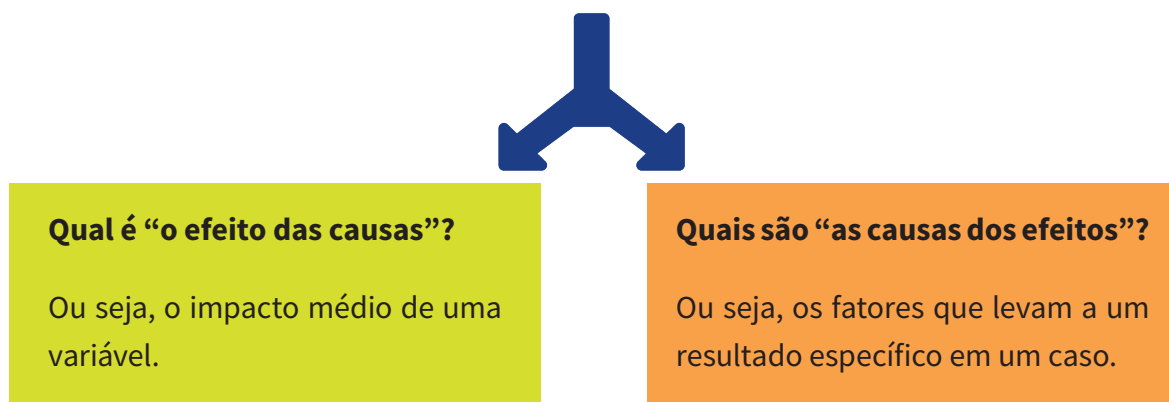 Qual é “o efeito das causas”?
Ou seja, o impacto médio de uma
variável.
Quais são “as causas dos efeitos”?
Ou seja, os fatores que levam a um
resultado específico em um caso.